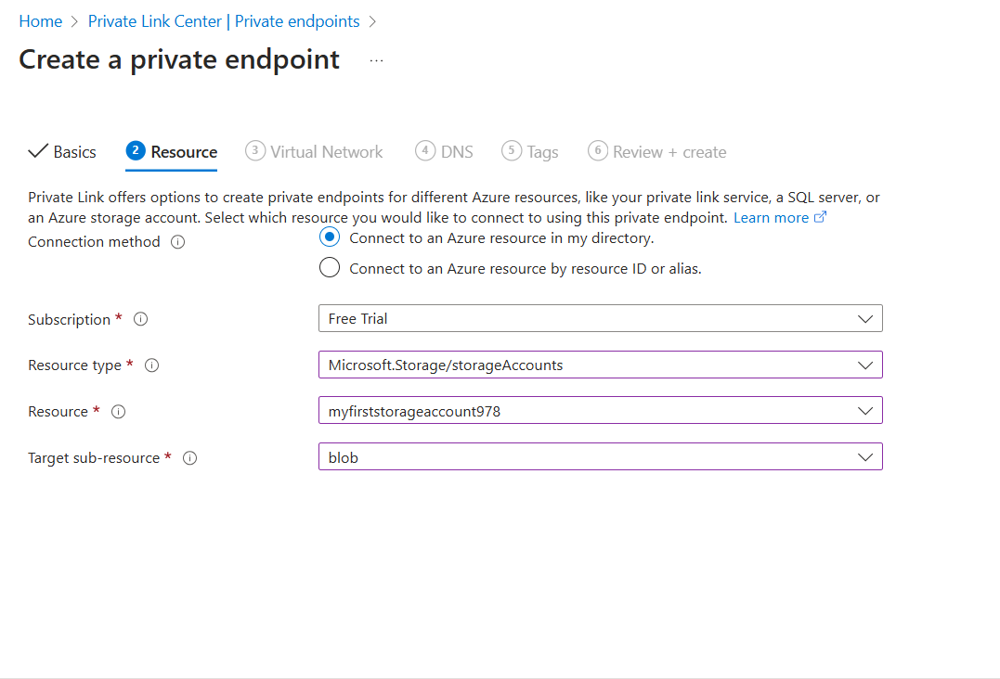 Home > Private Link Center | Private endpoints >
Create a private endpoint ...
Basics 2 Resource 3 Virtual Network 4 DNS 5 Tags 6 Review + create
Private Link offers options to create private endpoints for different Azure resources, like your private link service, a SQL server, or
an Azure storage account. Select which resource you would like to connect to using this private endpoint. Learn more
Connection method
Connect to an Azure resource in my directory.
Connect to an Azure resource by resource ID or alias.
Subscription * Free Trial
Resource type * Microsoft.Storage/storageAccounts
Resource * myfirststorageaccount978
Target sub-resource * blob